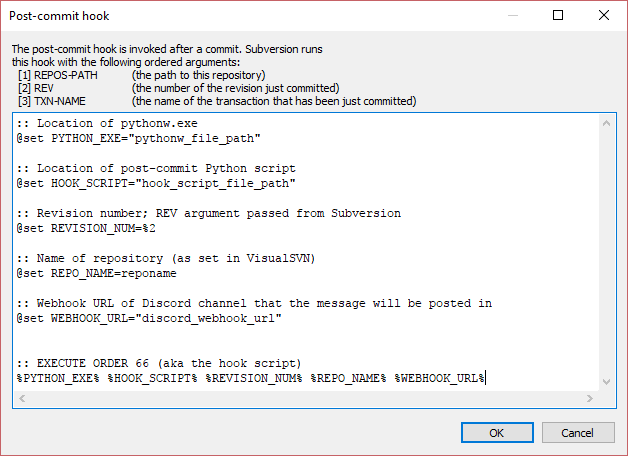 Post-commit hook
The post-commit hook is invoked after a commit. Subversion runs
this hook with the following ordered arguments:
[1] REPOS-PATH (the path to this repository)
[2] REV (the number of the revision just committed)
[3] TXN-NAME (the name of the transaction that has been just committed)
:: Location of pythonw.exe
@set PYTHON_EXE="pythonw_file_path"
:: Location of post-commit Python script
@set HOOK_SCRIPT="hook_script_file_path"
:: Revision number; REV argument passed from Subversion
@set REVISION_NUM=%2
:: Name of repository (as set in VisualSVN)
@set REPO_NAME=reponame
:: Webhook URL of Discord channel that the message will be posted in
@set WEBHOOK_URL="discord_webhook_url"
:: EXECUTE ORDER 66 (aka the hook script)
%PYTHON_EXE% %HOOK_SCRIPT% %REVISION_NUM% %REPO_NAME% %WEBHOOK_URL%
OK Cancel